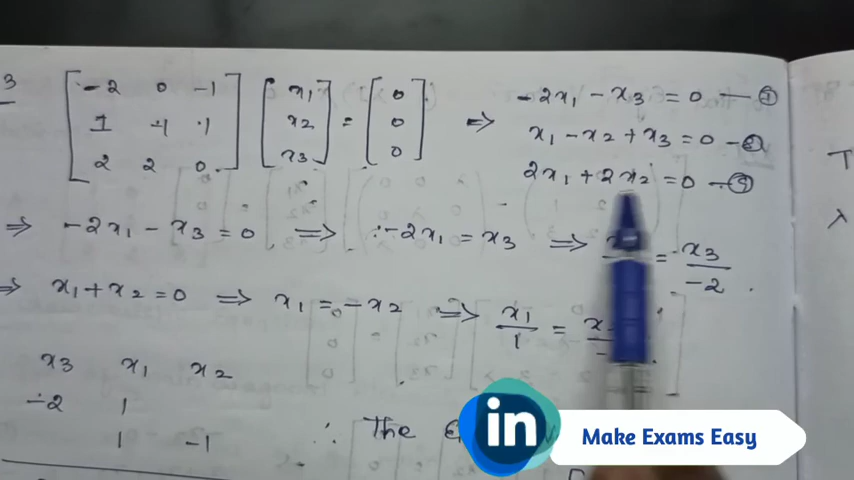 3 [-2 0 -1] [x1] = [0] ⇒ -2x1 - x3 = 0 — ①
[1 -1 1] [x2] [0] x1 - x2 + x3 = 0 — ②
[2 2 0] [x3] [0] 2x1 + 2x2 = 0 —
⇒ -2x1 - x3 = 0 ⇒ ∴ -2x1 = x3 ⇒ = x3/-2 .
⇒ x1 + x2 = 0 ⇒ x1 = -x2 ⇒ x1/1 =
x3 x1 x2
-2 1
1 -1
∴ The
in Make Exams Easy
T
λ